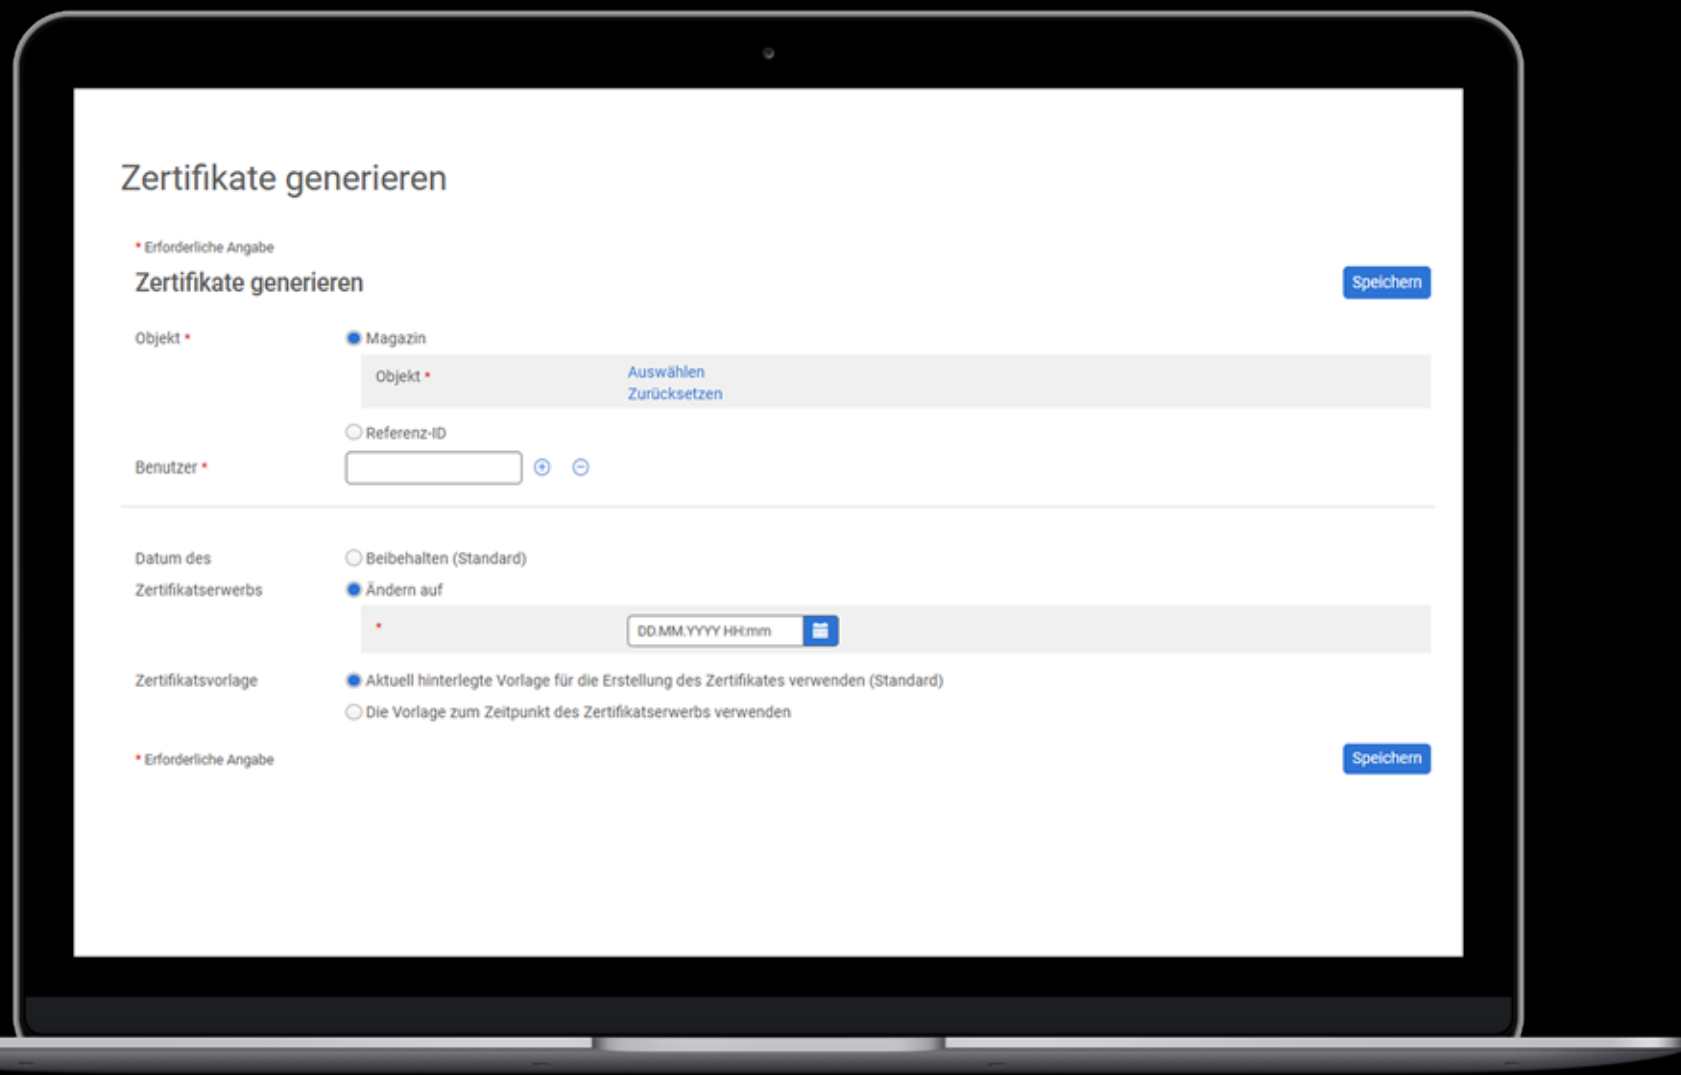 Zertifikate generieren
* Erforderliche Angabe
Zertifikate generieren
Speichern
Objekt *
Magazin
Objekt *
Auswählen
Zurücksetzen
Referenz-ID
Benutzer *
Datum des
Zertifikatserwerbs
Beibehalten (Standard)
Ändern auf
*
DD.MM.YYYY HH:mm
Zertifikatsvorlage
Aktuell hinterlegte Vorlage für die Erstellung des Zertifikates verwenden (Standard)
Die Vorlage zum Zeitpunkt des Zertifikatserwerbs verwenden
* Erforderliche Angabe
Speichern